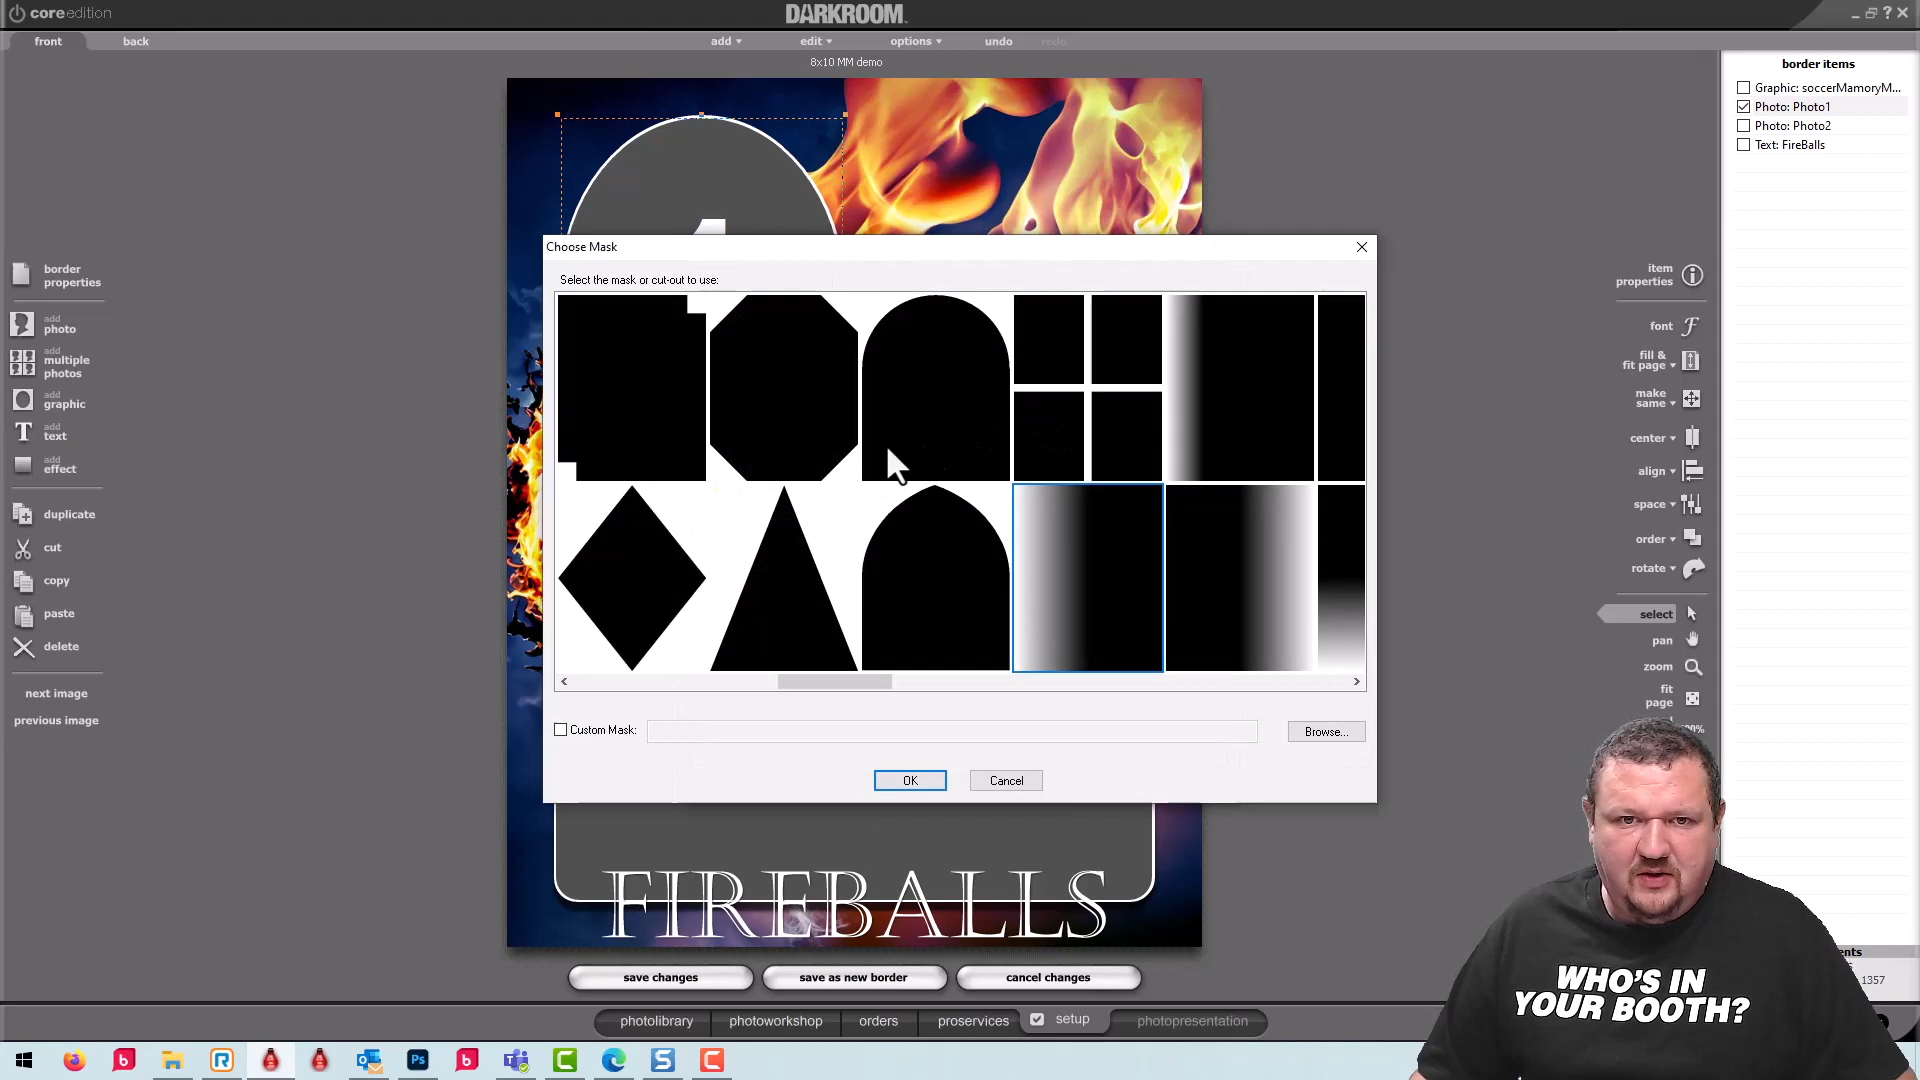 coreedition
DARKROOM
front
back
add
edit
options
undo
redo
8x10 MM demo
border items
Graphic: soccerMamoryM...
Photo: Photo1
Photo: Photo2
Text: FireBalls
1
Choose Mask
Select the mask or cut-out to use:
Custom Mask:
Browse...
OK
Cancel
border
properties
add
photo
add
multiple
photos
add
graphic
add
text
add
effect
duplicate
cut
copy
paste
delete
next image
previous image
item
properties
font
fill &
fit page
make
same
center
align
space
order
rotate
select
pan
zoom
fit
page
FIREBALLS
save changes
save as new border
cancel changes
photolibrary
photoworkshop
orders
proservices
setup
photopresentation
1357
WHO'S IN
YOUR BOOTH?